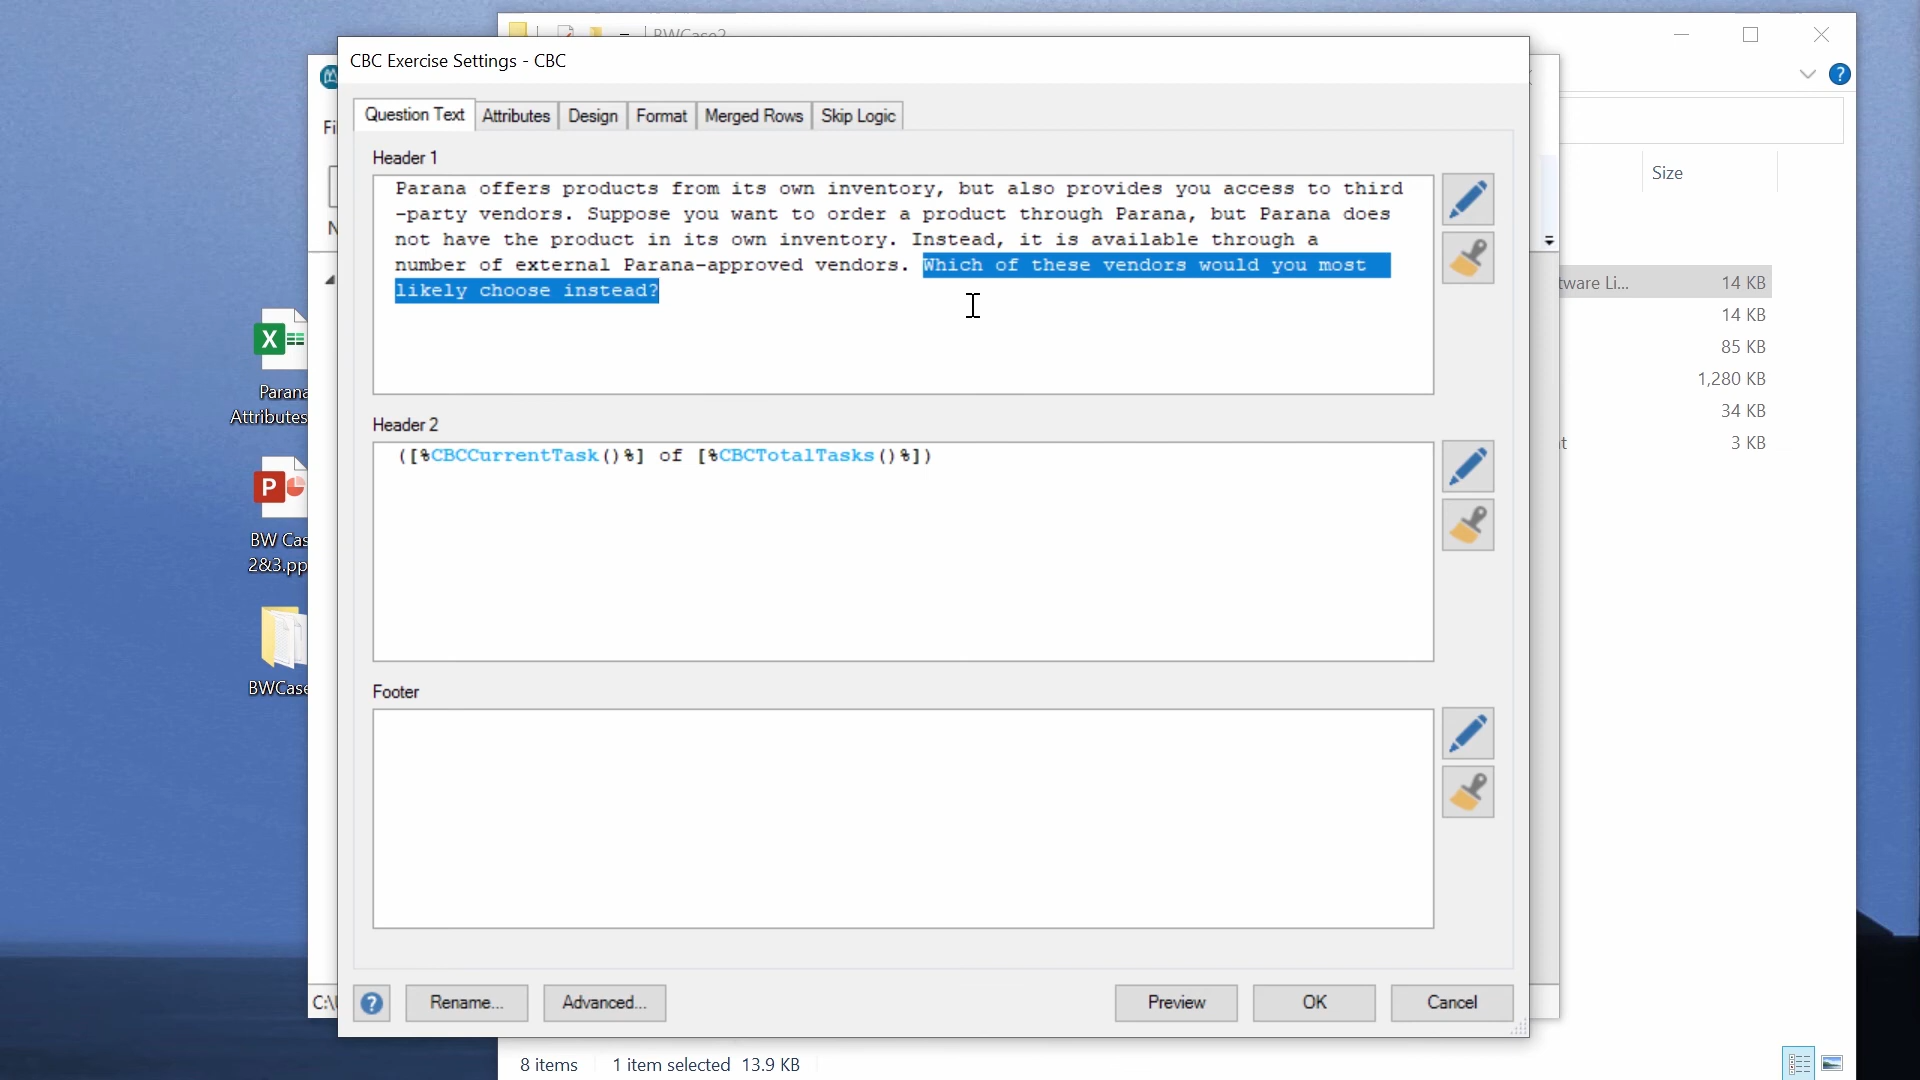 BWCase2
CBC Exercise Settings - CBC
Fil
Question Text
Attributes
Design
Format
Merged Rows
Skip Logic
Header 1
Size
Parana offers products from its own inventory, but also provides you access to third
-party vendors. Suppose you want to order a product through Parana, but Parana does
not have the product in its own inventory. Instead, it is available through a
number of external Parana-approved vendors. Which of these vendors would you most
likely choose instead?
N
tware Li...
14 KB
14 KB
85 KB
1,280 KB
34 KB
t
3 KB
Parana
Attributes
Header 2
([%CBCCurrentTask()%] of [%CBCTotalTasks()%])
BW Cas
2&3.pp
BWCase
Footer
C:\U
Rename...
Advanced...
Preview
OK
Cancel
8 items
1 item selected
13.9 KB